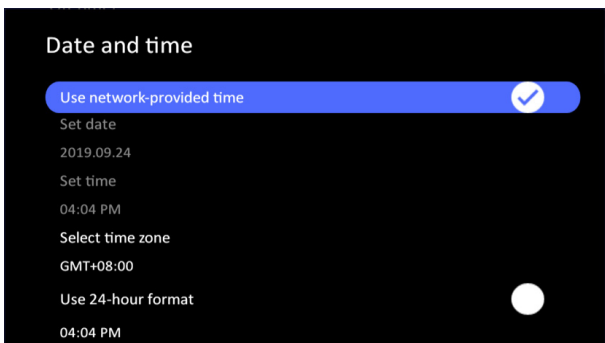 Date and time
Use network-provided time
Set date
2019.09.24
Set time
04:04 PM
Select time zone
GMT+08:00
Use 24-hour format
04:04 PM